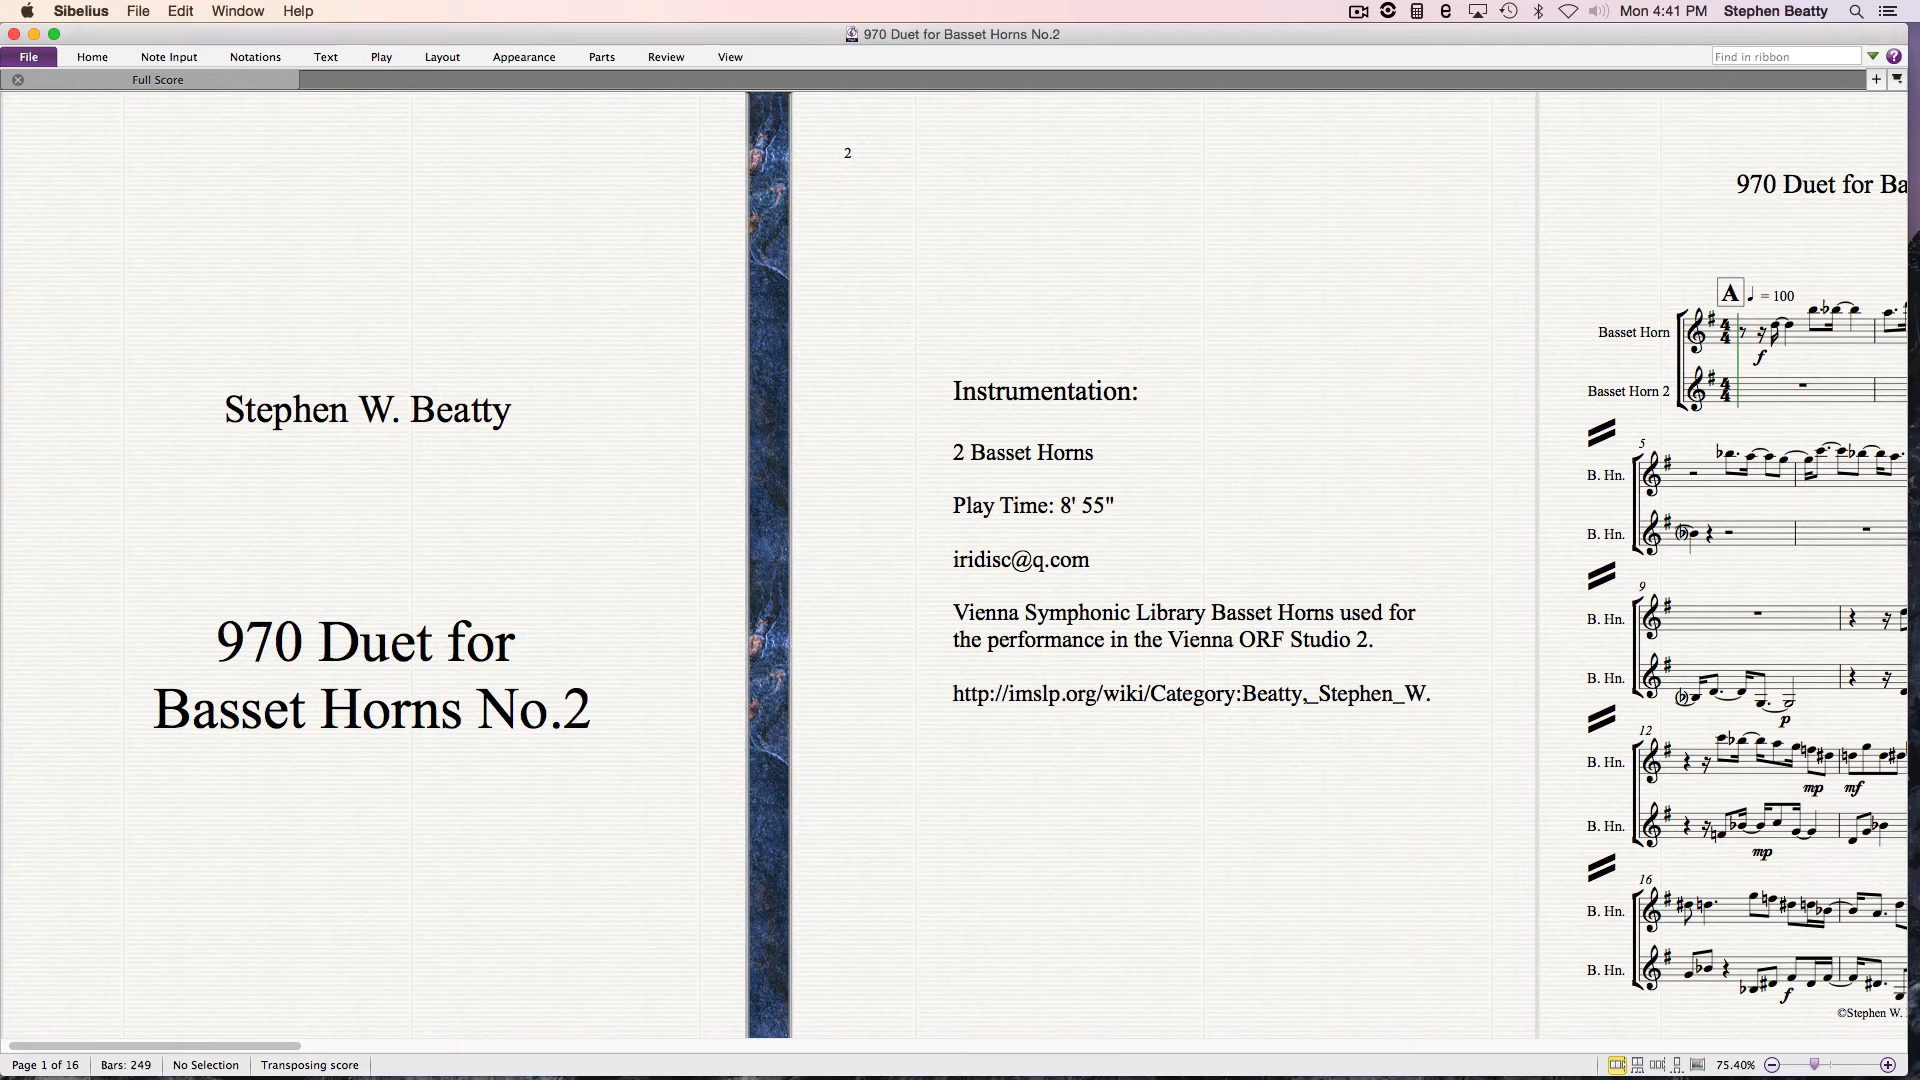 Sibelius File Edit Window Help
Mon 4:41 PM Stephen Beatty
970 Duet for Basset Horns No.2
File Home Note Input Notations Text Play Layout Appearance Parts Review View
Find in ribbon
Full Score
Stephen W. Beatty
970 Duet for
Basset Horns No.2
2
Instrumentation:
2 Basset Horns
Play Time: 8' 55"
iridisc@q.com
Vienna Symphonic Library Basset Horns used for
the performance in the Vienna ORF Studio 2.
http://imslp.org/wiki/Category:Beatty,_Stephen_W.
970 Duet for Ba
A ♩ = 100
Basset Horn
f
Basset Horn 2
5
B. Hn.
B. Hn.
9
B. Hn.
B. Hn.
p
12
B. Hn.
mp mf
B. Hn.
mp
16
B. Hn.
B. Hn.
f
©Stephen W.
Page 1 of 16 Bars: 249 No Selection Transposing score
75.40%